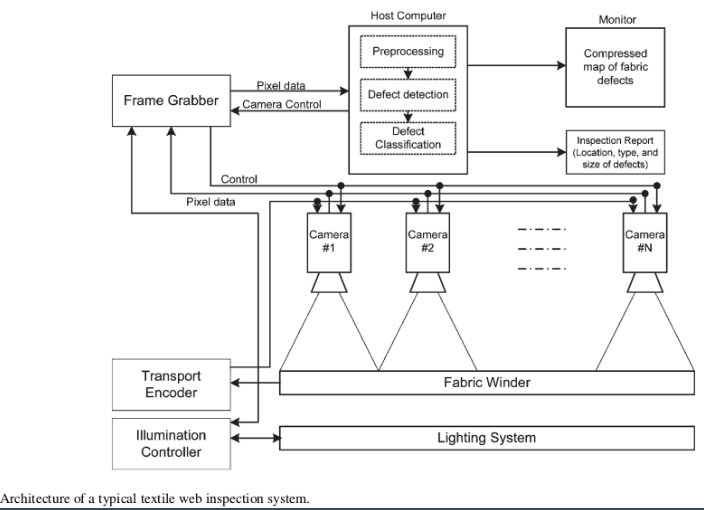 Host Computer
Monitor
Preprocessing
Compressed
map of fabric
defects
Frame Grabber
Pixel data
Defect detection
Camera Control
Defect
Classification
Inspection Report
(Location, type, and
size of defects)
Control
Pixel data
Camera
#1
Camera
#2
Camera
#N
Transport
Encoder
Fabric Winder
Illumination
Controller
Lighting System
Architecture of a typical textile web inspection system.